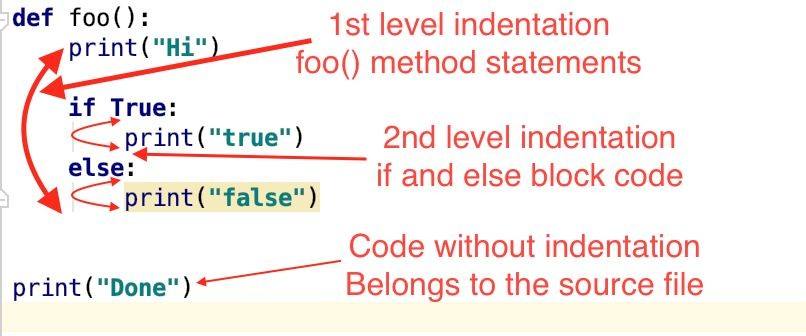 def foo():
1st level indentation
print("Hi")
foo() method statements
if True:
print("true")
2nd level indentation
else:
if and else block code
print("false")
Code without indentation
print("Done")
Belongs to the source file